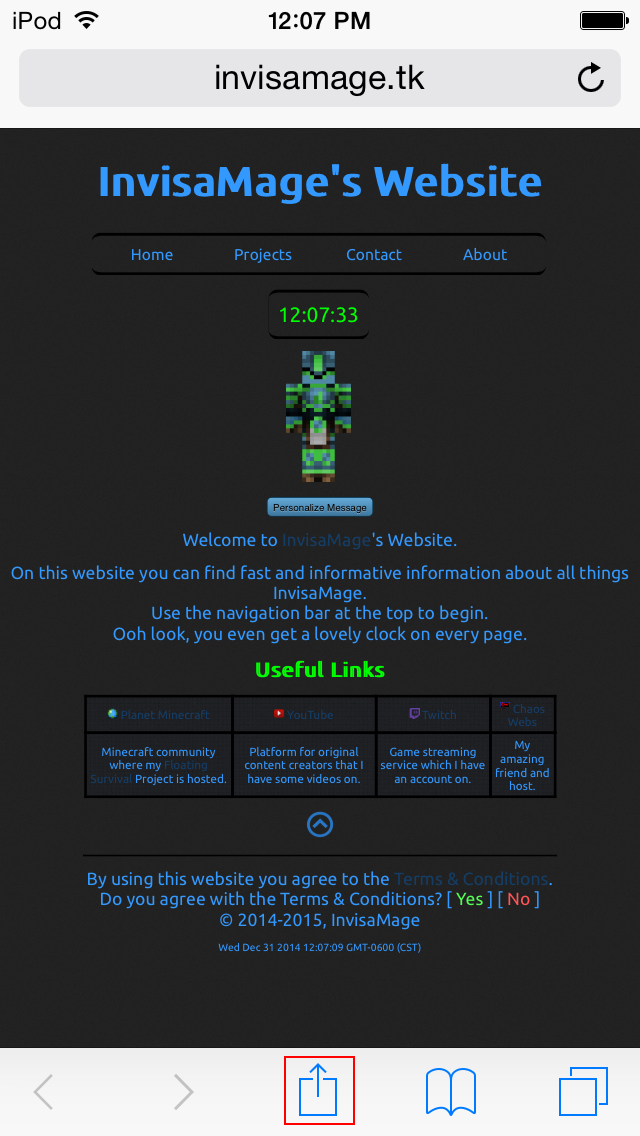 iPod 12:07 PM
invisamage.tk
InvisaMage's Website
Home Projects Contact About
12:07:33
Personalize Message
Welcome to InvisaMage's Website.
On this website you can find fast and informative information about all things
InvisaMage.
Use the navigation bar at the top to begin.
Ooh look, you even get a lovely clock on every page.
Useful Links
Planet Minecraft YouTube Twitch Chaos
Webs
Minecraft community
where my Floating
Survival Project is hosted.
Platform for original
content creators that I
have some videos on.
Game streaming
service which I have
an account on.
My
amazing
friend and
host.
By using this website you agree to the Terms & Conditions.
Do you agree with the Terms & Conditions? [ Yes ] [ No ]
© 2014-2015, InvisaMage
Wed Dec 31 2014 12:07:09 GMT-0600 (CST)